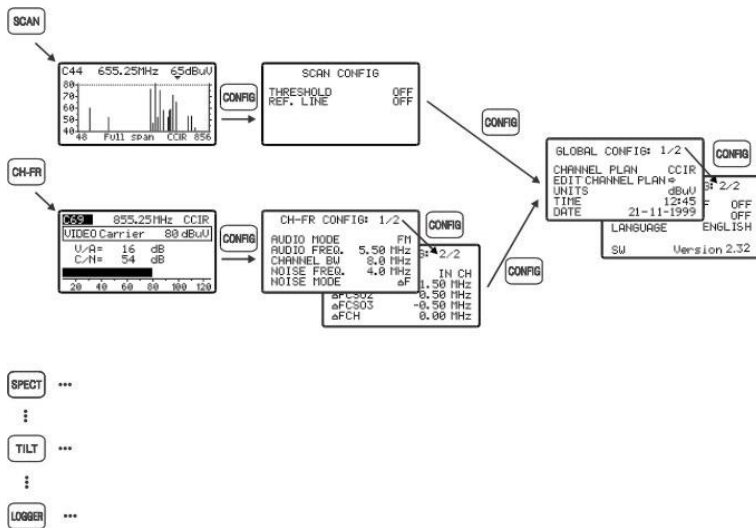 SCAN
C44 655.25MHz 65dBuV
80
70
60
50
40
48 Full span CCIR 856
CONFIG
SCAN CONFIG
THRESHOLD OFF
REF. LINE OFF
CONFIG
GLOBAL CONFIG: 1/2
CHANNEL PLAN CCIR
EDIT CHANNEL PLAN
UNITS dBuV
TIME 12:45
DATE 21-11-1999
CONFIG
G: 2/2
F OFF
OFF
LANGUAGE ENGLISH
SW Version 2.32
CH-FR
C69 855.25MHz CCIR
VIDEO Carrier 80 dBuV
V/A= 16 dB
C/N= 54 dB
20 40 60 80 100 120
CONFIG
CH-FR CONFIG: 1/2
AUDIO MODE FM
AUDIO FREQ. 5.50 MHz
CHANNEL BW 8.0 MHz
NOISE FREQ. 4.0 MHz
NOISE MODE ▵F
CONFIG
G: 2/2
IN CH
1.50 MHz
▵FCSO2 -0.50 MHz
▵FCSO3 -0.50 MHz
▵FCH 0.00 MHz
CONFIG
SPECT ...
TILT ...
LOGGER ...